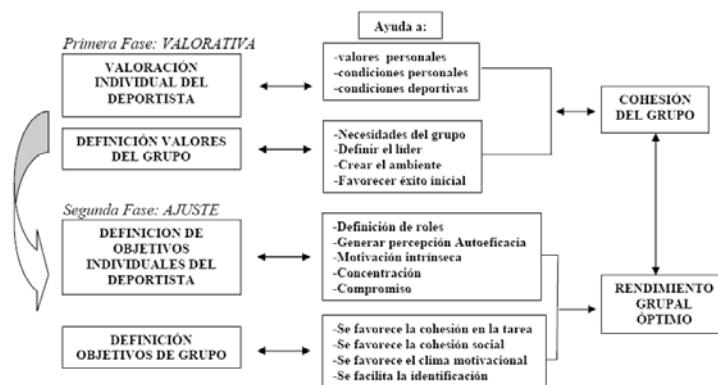 Ayuda a:
Primera Fase: VALORATIVA
VALORACIÓN
INDIVIDUAL DEL
DEPORTISTA
-valores personales
-condiciones personales
-condiciones deportivas
COHESIÓN
DEL GRUPO
DEFINICIÓN VALORES
DEL GRUPO
-Necesidades del grupo
-Definir el líder
-Crear el ambiente
-Favorecer éxito inicial
Segunda Fase: AJUSTE
DEFINICION DE
OBJETIVOS
INDIVIDUALES DEL
DEPORTISTA
-Definición de roles
-Generar percepción Autoeficacia
-Motivación intrínseca
-Concentración
-Compromiso
RENDIMIENTO
GRUPAL
ÓPTIMO
DEFINICIÓN
OBJETIVOS DE GRUPO
-Se favorece la cohesión en la tarea
-Se favorece la cohesión social
-Se favorece el clima motivacional
-Se facilita la identificación